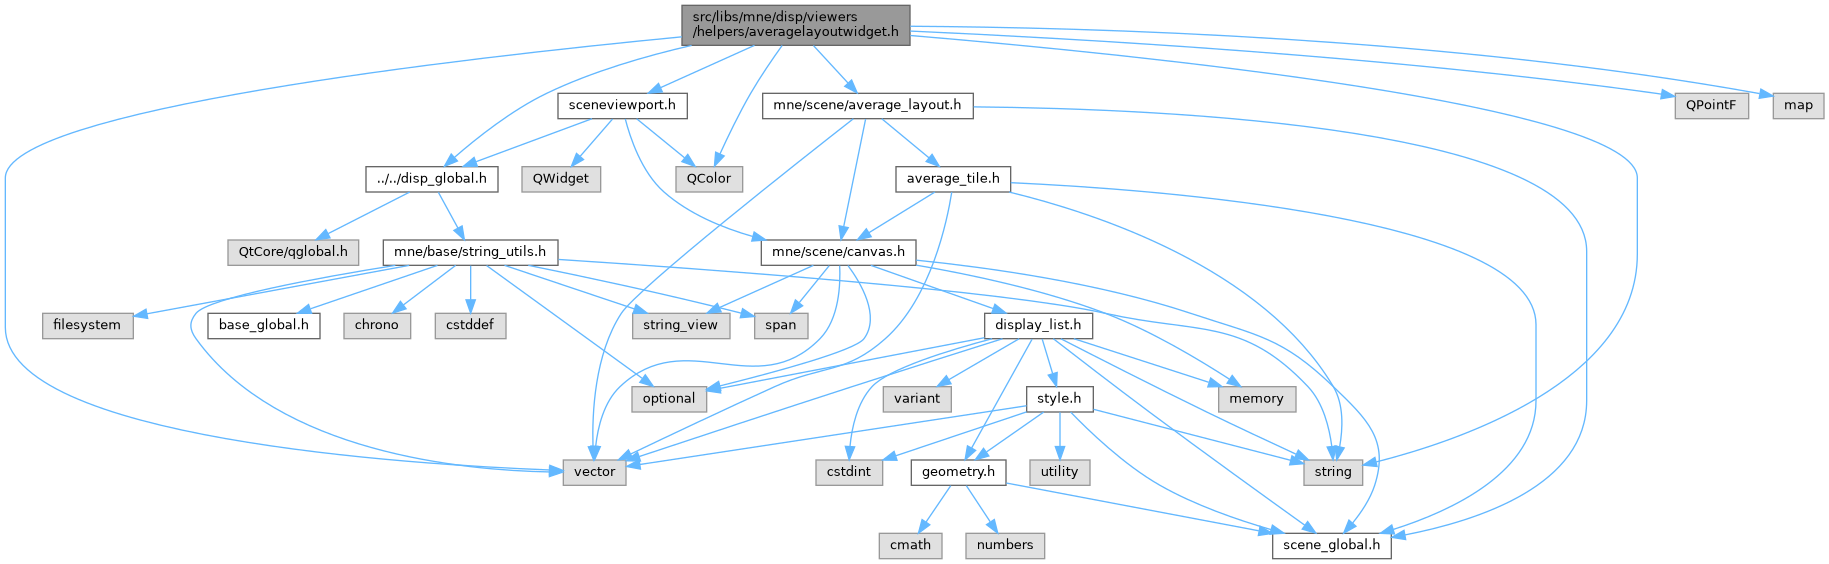 src/libs/mne/disp/viewers
/helpers/averagelayoutwidget.h
sceneviewport.h
mne/scene/average_layout.h
QPointF
map
../../disp_global.h
QWidget
QColor
average_tile.h
QtCore/qglobal.h
mne/base/string_utils.h
mne/scene/canvas.h
filesystem
base_global.h
chrono
cstddef
string_view
span
display_list.h
optional
variant
style.h
memory
vector
cstdint
geometry.h
utility
string
cmath
numbers
scene_global.h